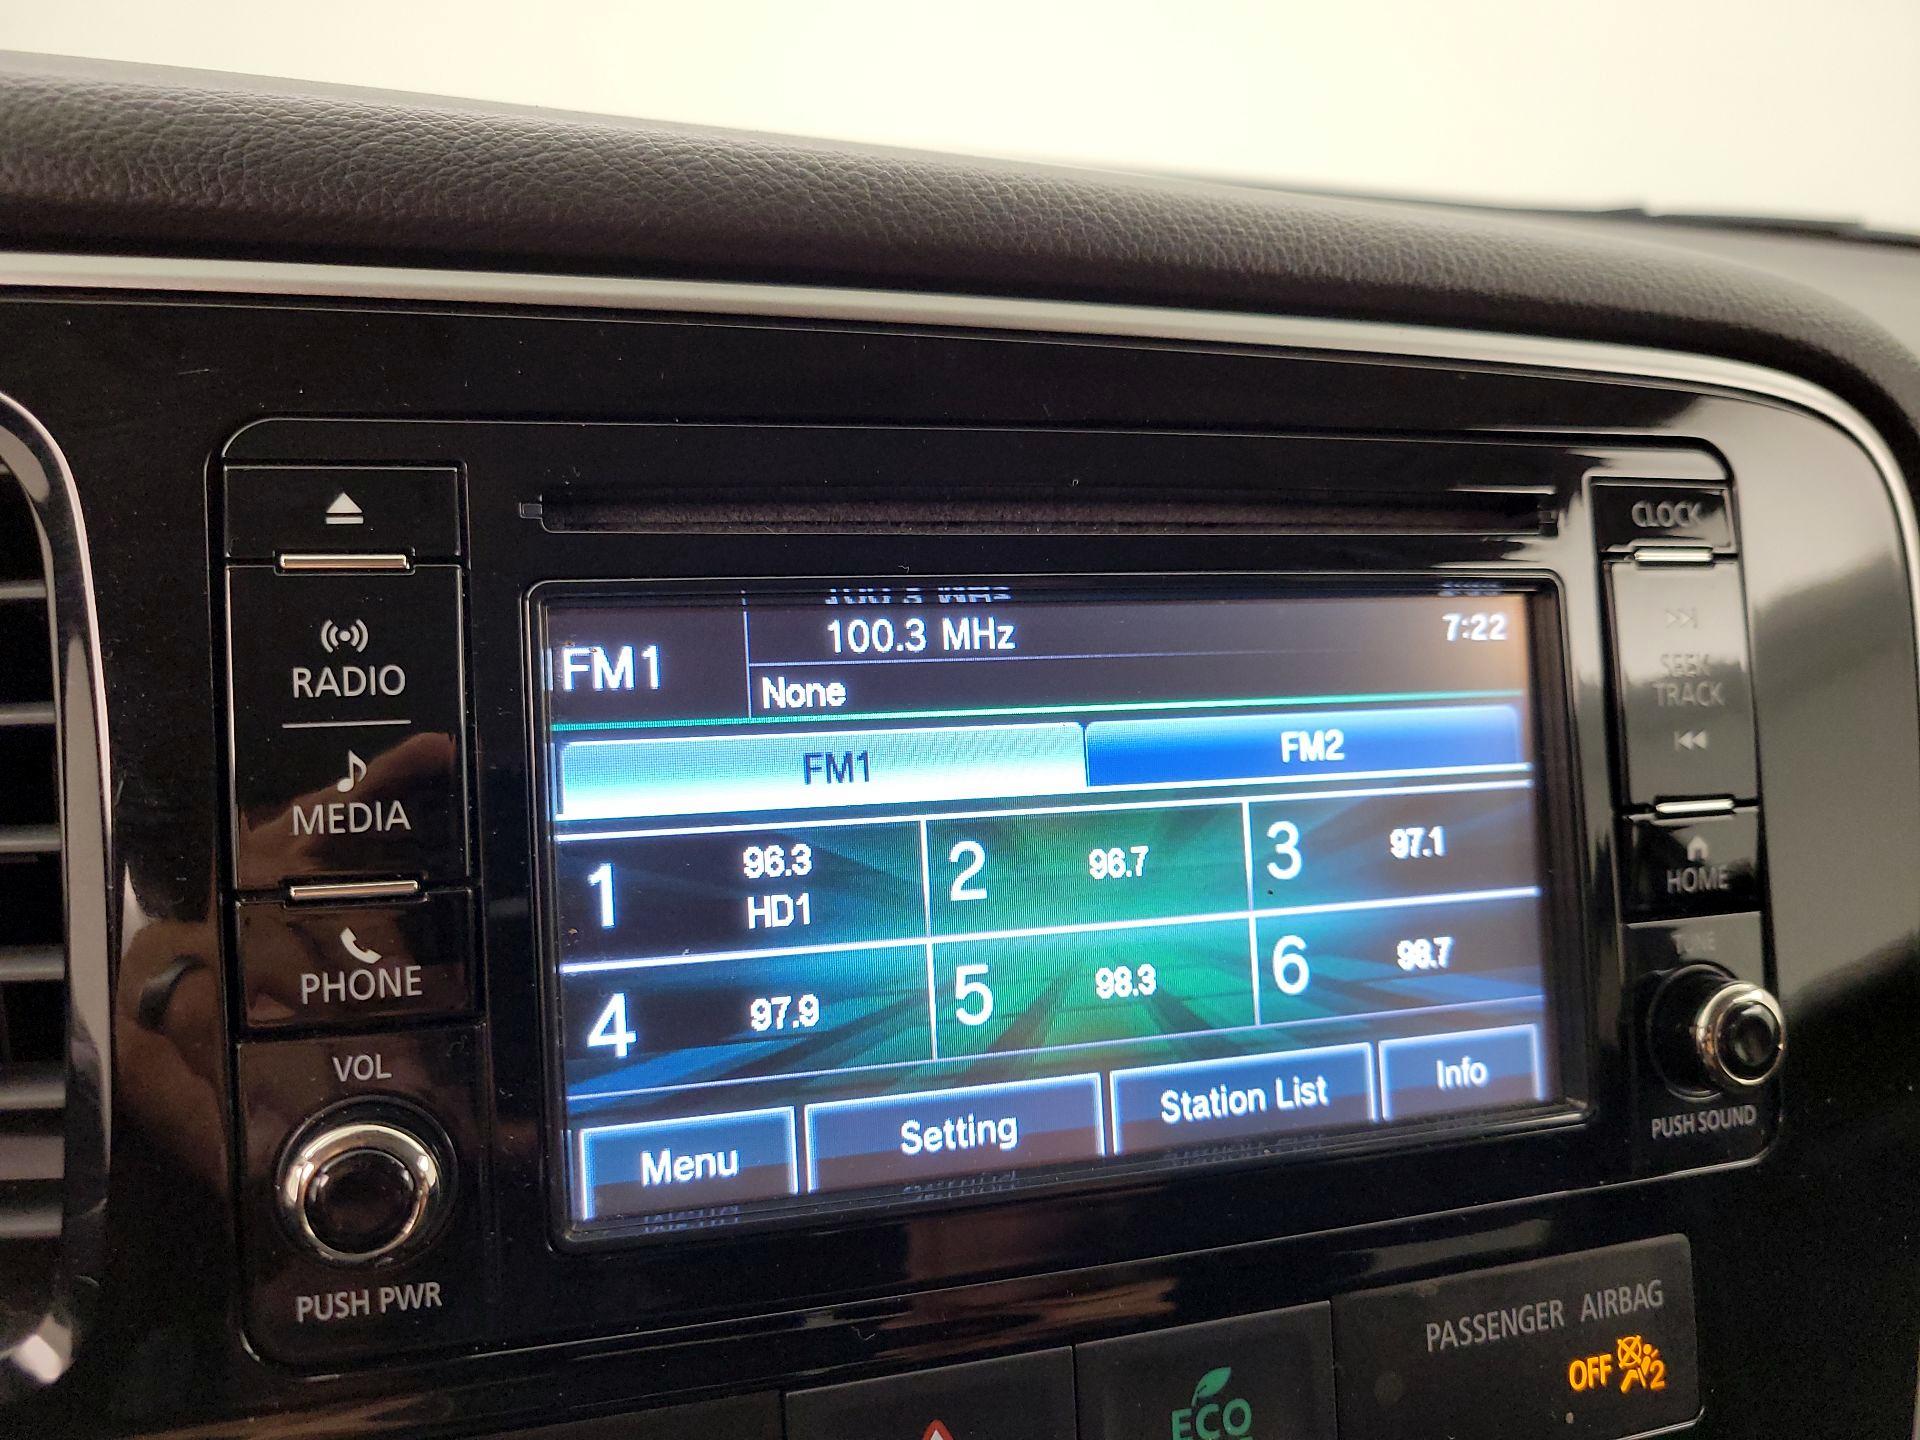 CLOCK
RADIO
MEDIA
PHONE
VOL
PUSH PWR
100.3 MHz
7:22
FM1
None
FM1
FM2
1
96.3
HD1
2
96.7
3
97.1
4
97.9
5
98.3
6
98.7
Menu
Setting
Station List
Info
SEEK
TRACK
HOME
TUNE
PUSH SOUND
PASSENGER AIRBAG
OFF
2
ECO